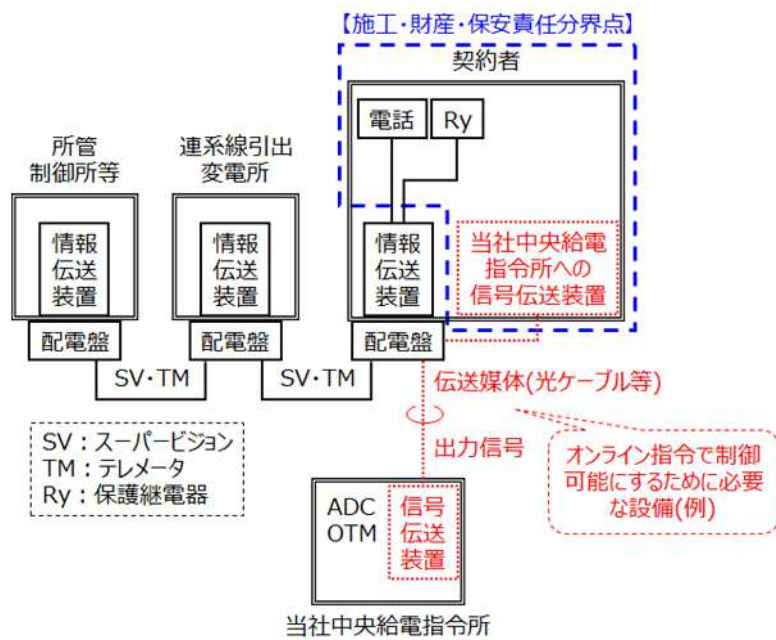 【施工・財産・保安責任分界点】
契約者
電話
Ry
所管
制御所等
連系線引出
変電所
情報
伝送
装置
情報
伝送
装置
情報
伝送
装置
当社中央給電
指令所への
信号伝送装置
配電盤
配電盤
配電盤
SV・TM
SV・TM
伝送媒体(光ケーブル等)
出力信号
SV：スーパービジョン
TM：テレメータ
Ry：保護継電器
オンライン指令で制御
可能にするために必要
な設備(例)
ADC
OTM
信号
伝送
装置
当社中央給電指令所